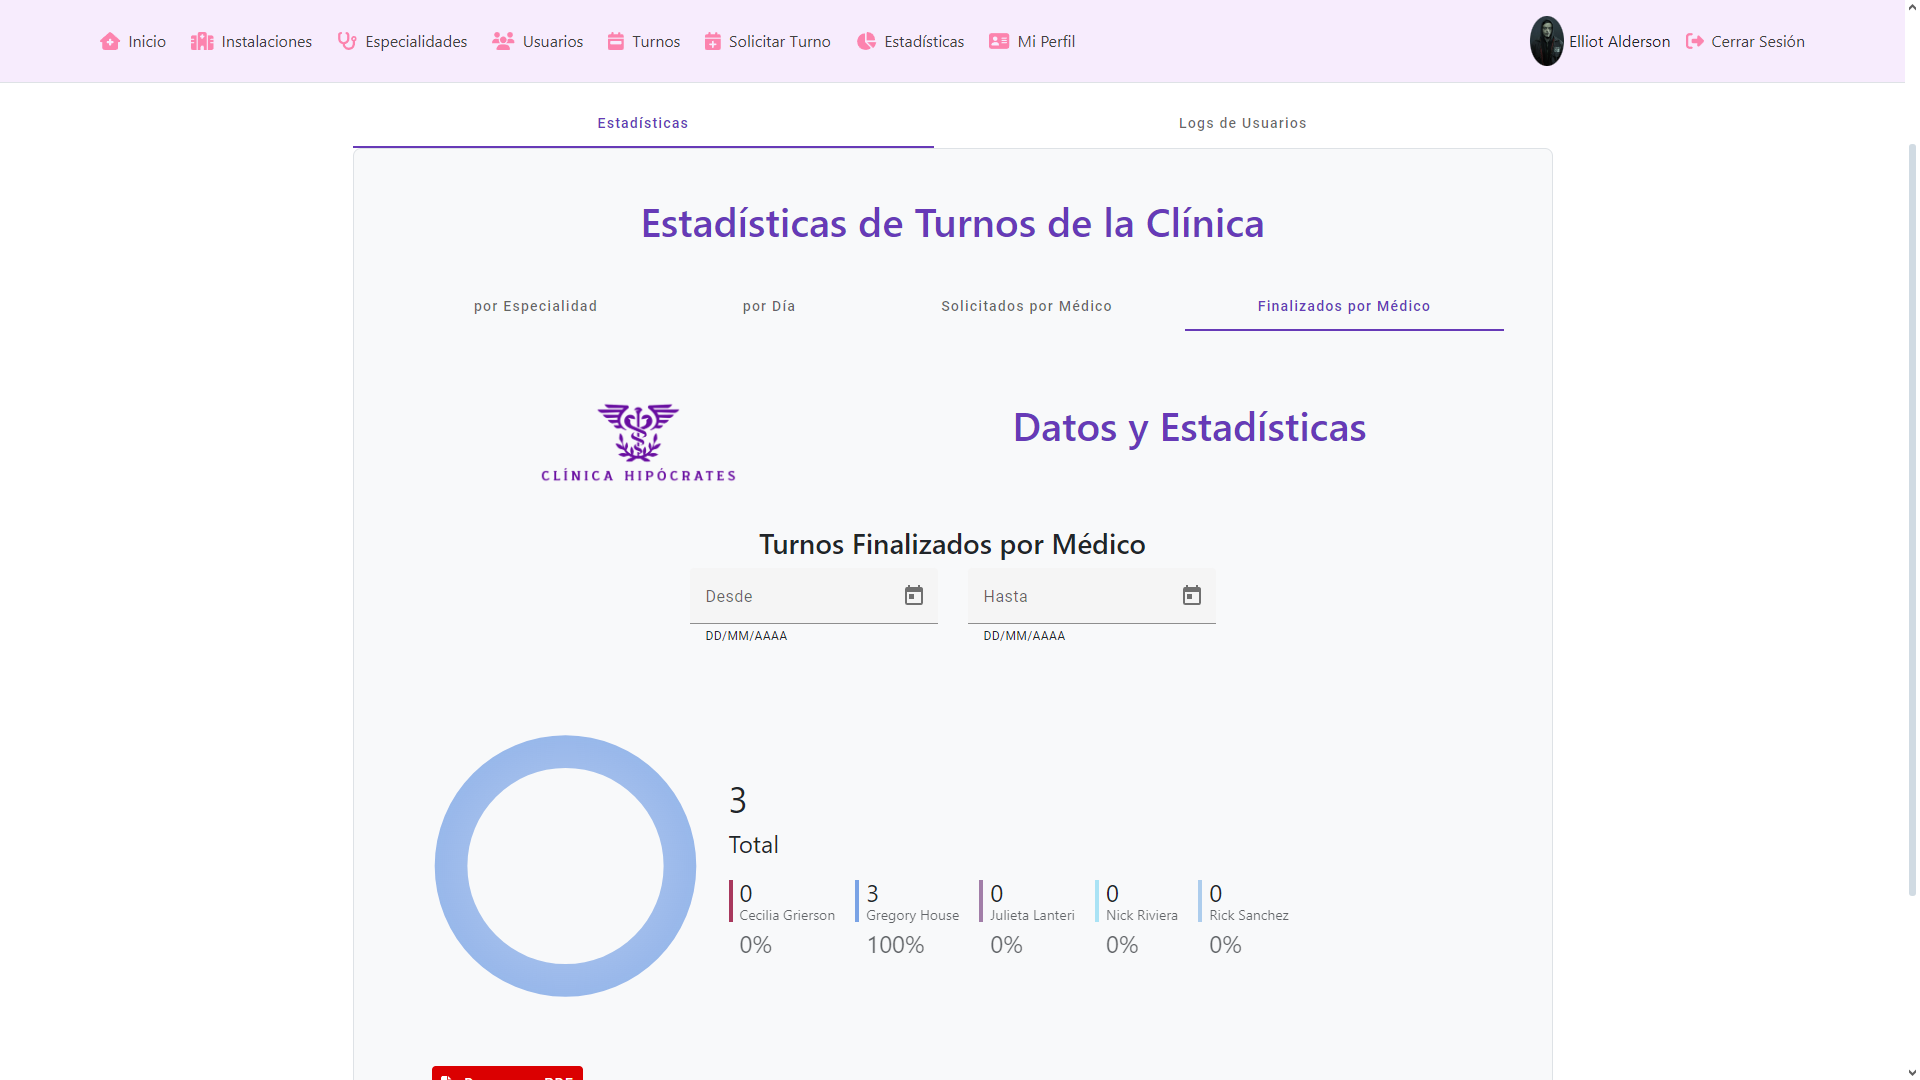 Inicio Instalaciones Especialidades Usuarios Turnos Solicitar Turno Estadísticas Mi Perfil Elliot Alderson Cerrar Sesión
Estadísticas Logs de Usuarios
Estadísticas de Turnos de la Clínica
por Especialidad por Día Solicitados por Médico Finalizados por Médico
CLÍNICA HIPÓCRATES
Datos y Estadísticas
Turnos Finalizados por Médico
Desde Hasta
DD/MM/AAAA DD/MM/AAAA
3
Total
0 3 0 0 0
Cecilia Grierson Gregory House Julieta Lanteri Nick Riviera Rick Sanchez
0% 100% 0% 0% 0%